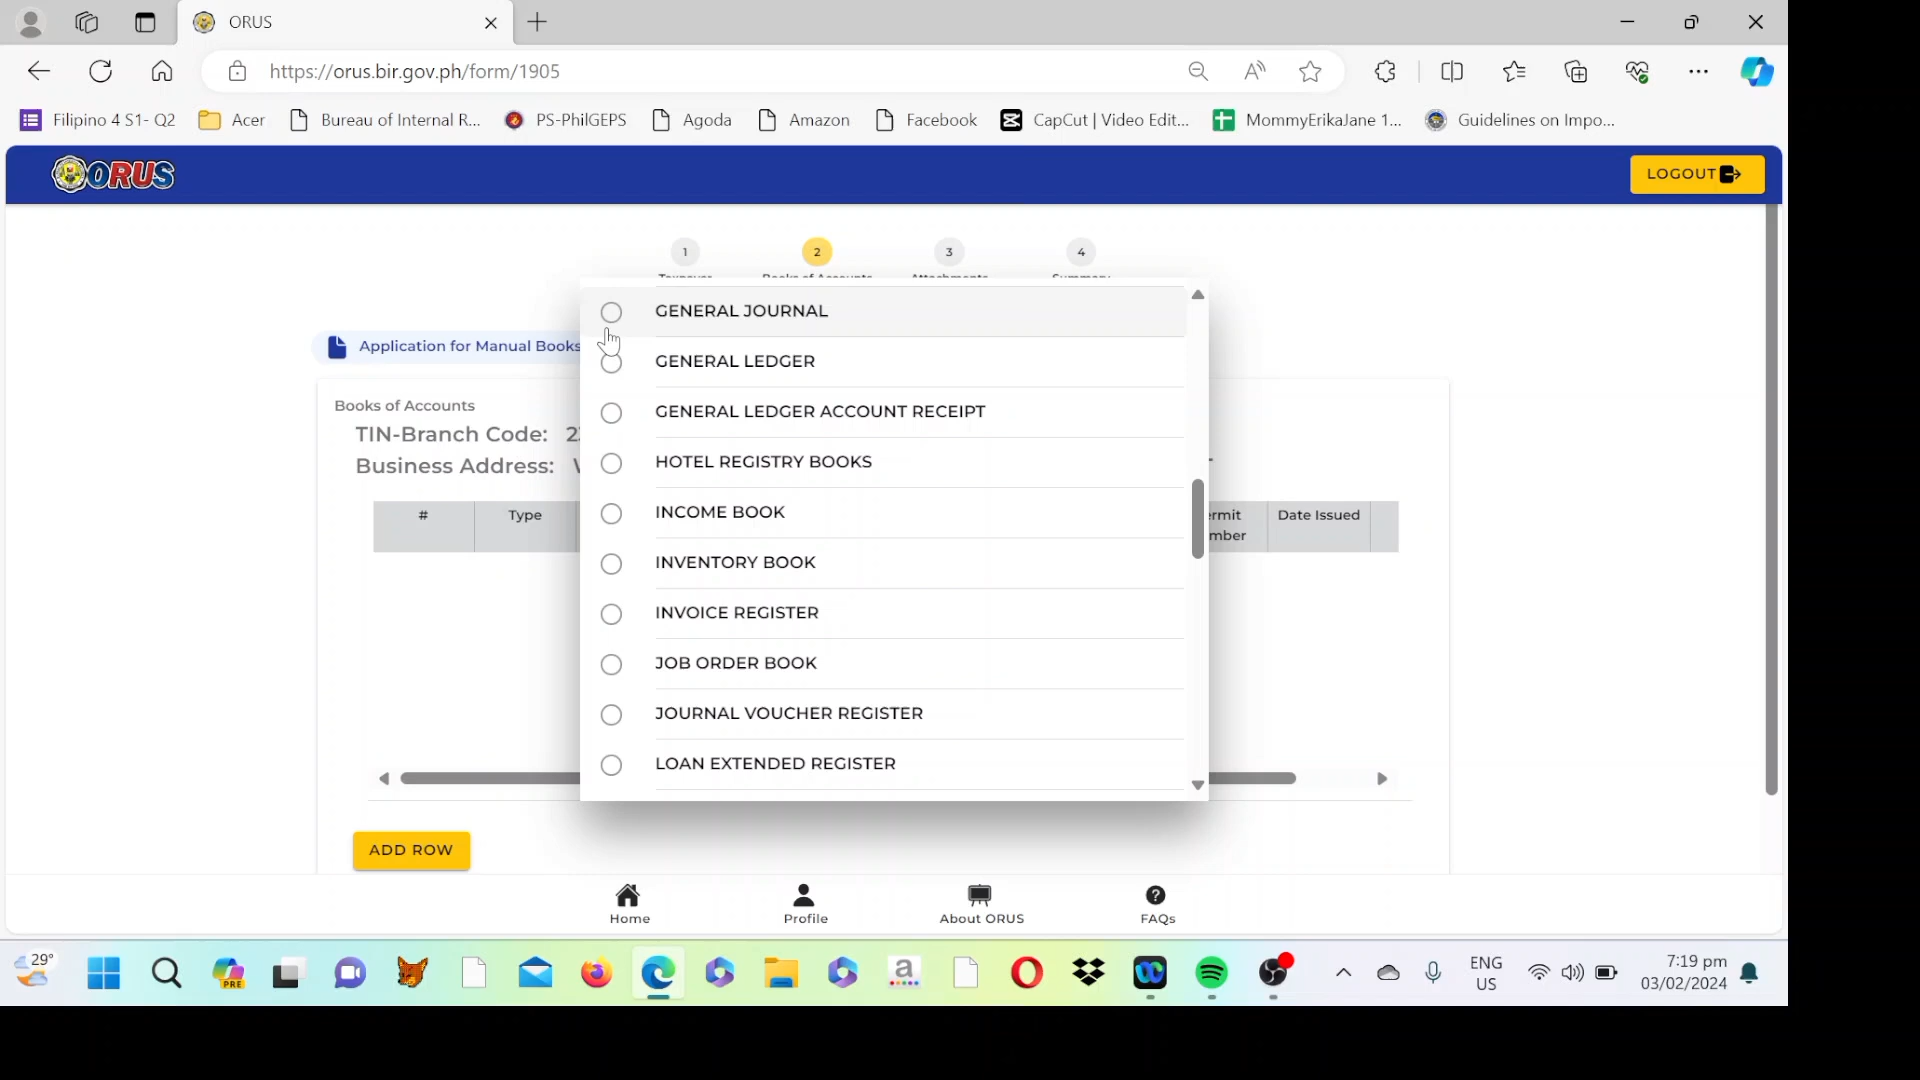 ORUS
https://orus.bir.gov.ph/form/1905
Filipino 4 S1- Q2
Acer
Bureau of Internal R...
PS-PhilGEPS
Agoda
Amazon
Facebook
CapCut | Video Edit...
MommyErikaJane 1...
Guidelines on Impo...
ORUS
LOGOUT
1
2
3
4
Application for Manual Books
Books of Accounts
TIN-Branch Code:
Business Address:
#
Type
Date Issued
GENERAL JOURNAL
GENERAL LEDGER
GENERAL LEDGER ACCOUNT RECEIPT
HOTEL REGISTRY BOOKS
INCOME BOOK
INVENTORY BOOK
INVOICE REGISTER
JOB ORDER BOOK
JOURNAL VOUCHER REGISTER
LOAN EXTENDED REGISTER
ADD ROW
Home
Profile
About ORUS
FAQs
29°
PRE
ENG
US
7:19 pm
03/02/2024